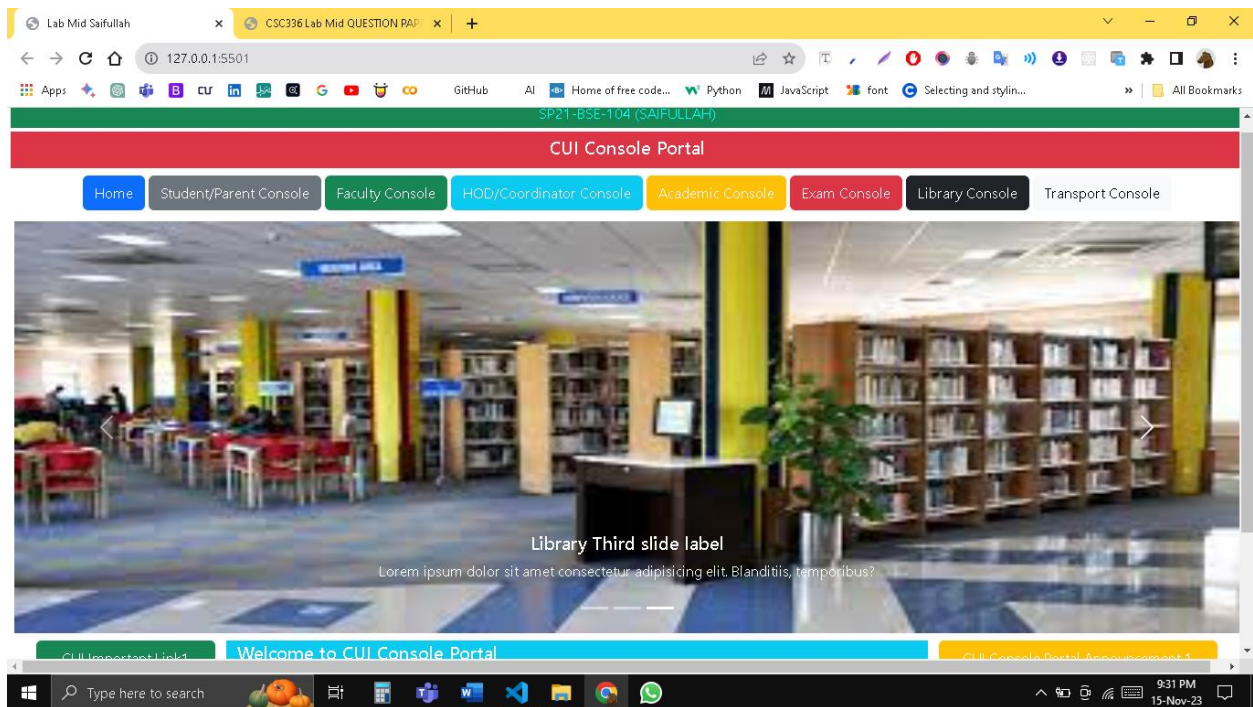 Lab Mid Saifullah
CSC336 Lab Mid QUESTION PAP
127.0.0.1:5501
Apps
GitHub
AI
Home of free code...
Python
JavaScript
font
Selecting and stylin...
»
All Bookmarks
SP21-BSE-104 (SAIFULLAH)
CUI Console Portal
Home
Student/Parent Console
Faculty Console
HOD/Coordinator Console
Academic Console
Exam Console
Library Console
Transport Console
Library Third slide label
Lorem ipsum dolor sit amet consectetur adipisicing elit. Blanditiis, temporibus?
CUI Important Link1
Welcome to CUI Console Portal
CUI Console Portal Announcement 1
Type here to search
9:31 PM
15-Nov-23